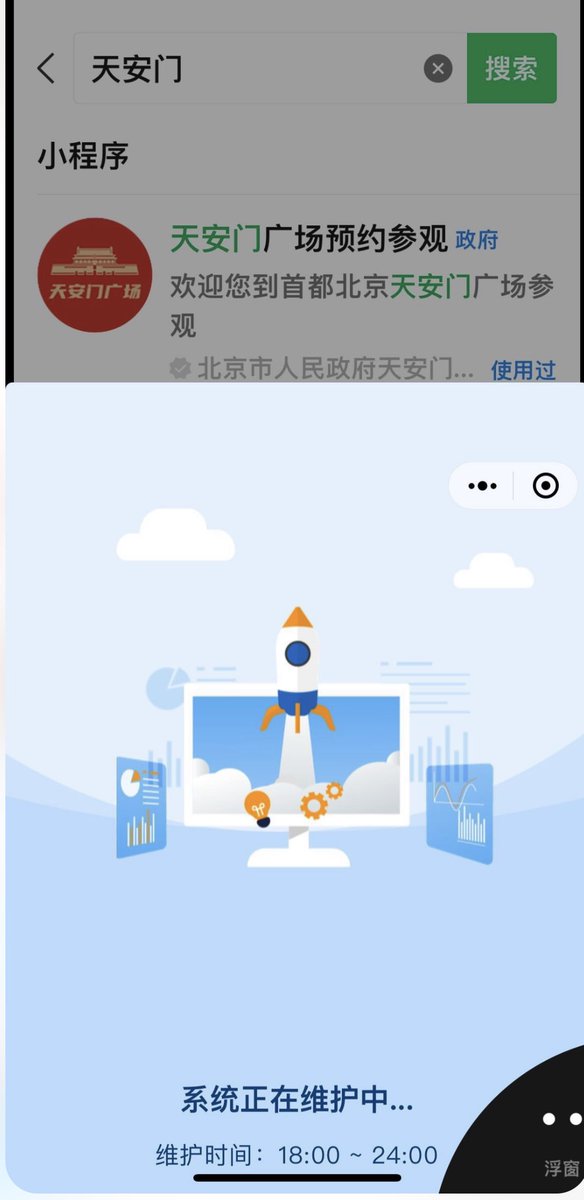 天安门
搜索
小程序
天安门广场
天安门广场预约参观 政府
欢迎您到首都北京天安门广场参
观
北京市人民政府天安门... 使用过
系统正在维护中...
维护时间：18:00 ~ 24:00
浮窗